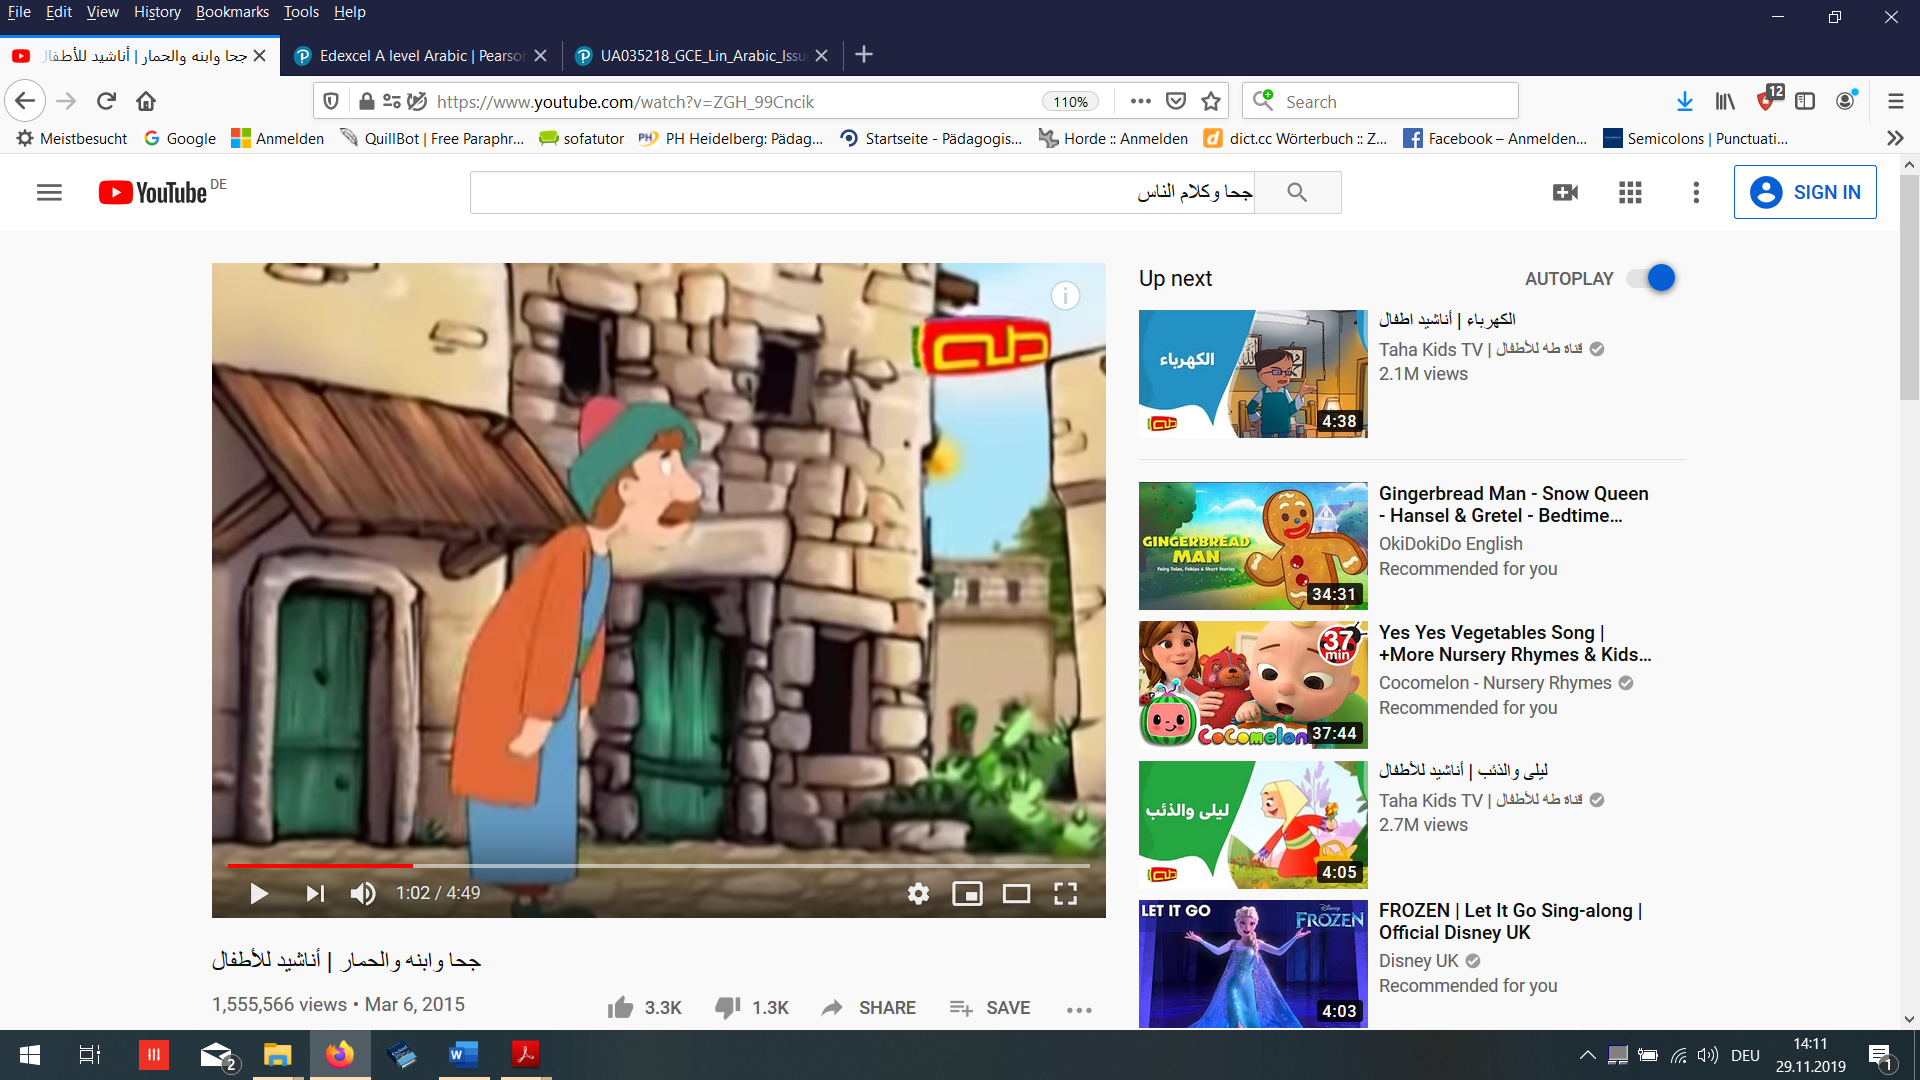 File Edit View History Bookmarks Tools Help
جحا وابنه والحمار | أناشيد للأطفال
Edexcel A level Arabic | Pearson
UA035218_GCE_Lin_Arabic_Issu
https://www.youtube.com/watch?v=ZGH_99Cncik
110%
Search
12
Meistbesucht Google Anmelden QuillBot | Free Paraphr... sofatutor PH Heidelberg: Pädag... Startseite - Pädagogis... Horde :: Anmelden dict.cc Wörterbuch :: Z... Facebook – Anmelden... Semicolons | Punctuati...
YouTube DE
جحا وكلام الناس
SIGN IN
طه
1:02 / 4:49
جحا وابنه والحمار | أناشيد للأطفال
1,555,566 views • Mar 6, 2015
3.3K 1.3K SHARE SAVE
Up next
AUTOPLAY
الكهرباء
4:38
الكهرباء | أناشيد اطفال
Taha Kids TV | قناة طه للأطفال
2.1M views
GINGERBREAD
MAN
Fairy Tales, Fables & Short Stories
34:31
Gingerbread Man - Snow Queen
- Hansel & Gretel - Bedtime...
OkiDokiDo English
Recommended for you
37
min
CoComelon
37:44
Yes Yes Vegetables Song |
+More Nursery Rhymes & Kids...
Cocomelon - Nursery Rhymes
Recommended for you
ليلى والذئب
4:05
ليلى والذئب | أناشيد للأطفال
Taha Kids TV | قناة طه للأطفال
2.7M views
LET IT GO
Disney
FROZEN
4:03
FROZEN | Let It Go Sing-along |
Official Disney UK
Disney UK
Recommended for you
2
DEU
14:11
29.11.2019
1